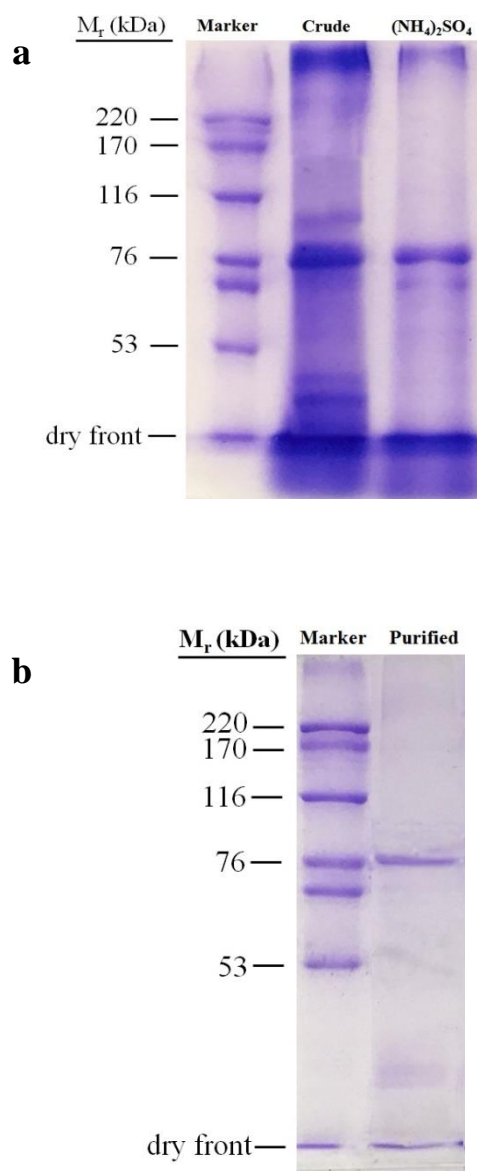 a
Mr (kDa) Marker Crude (NH4)2SO4
220
170
116
76
53
dry front
b
Mr (kDa) Marker Purified
220
170
116
76
53
dry front